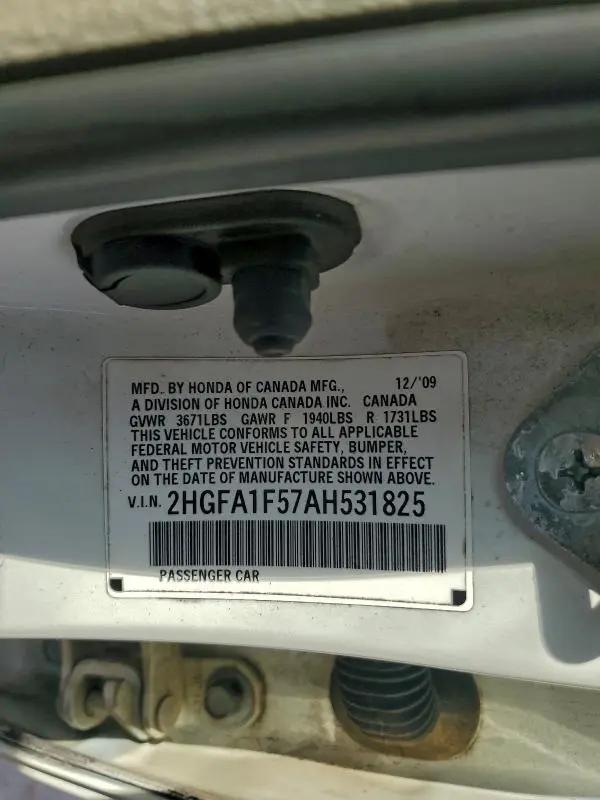 MFD. BY HONDA OF CANADA MFG., 12/'09
A DIVISION OF HONDA CANADA INC. CANADA
GVWR 3671LBS GAWR F 1940LBS R 1731LBS
THIS VEHICLE CONFORMS TO ALL APPLICABLE
FEDERAL MOTOR VEHICLE SAFETY, BUMPER,
AND THEFT PREVENTION STANDARDS IN EFFECT
ON THE DATE OF MANUFACTURE SHOWN ABOVE.
V.I.N. 2HGFA1F57AH531825
PASSENGER CAR